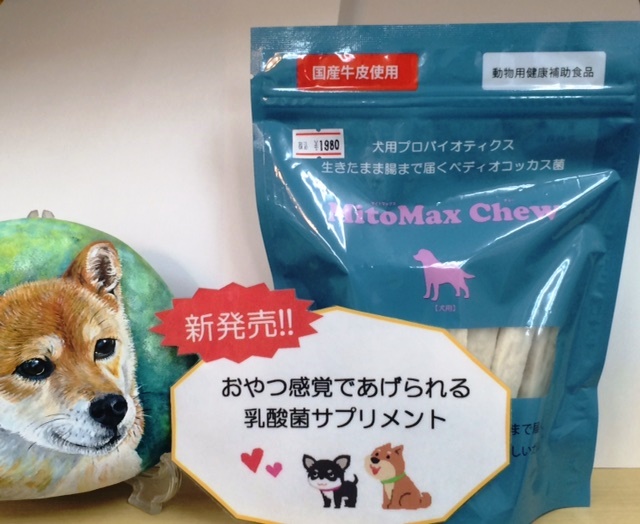 国産牛皮使用
動物用健康補助食品
¥1980
犬用プロバイオティクス
生きたまま腸まで届くペディオコッカス菌
MitoMax Chew
【犬用】
新発売!!
おやつ感覚であげられる
乳酸菌サプリメント